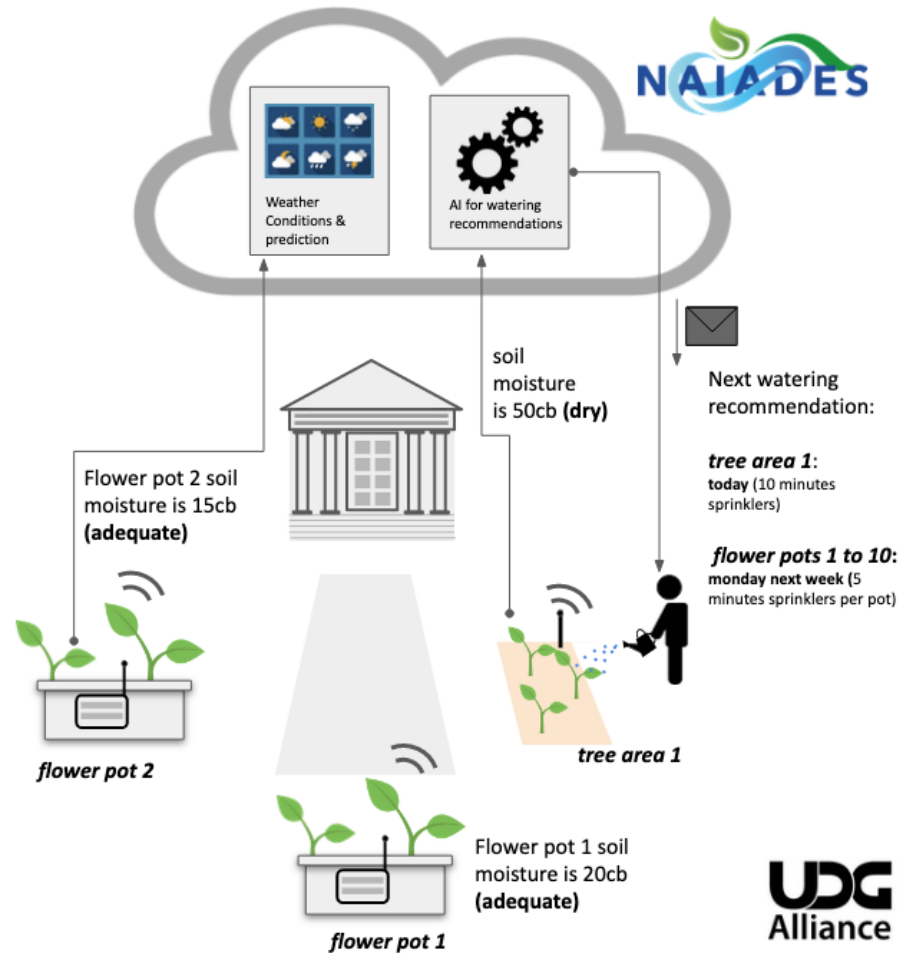 NAIADES
Weather
Conditions &
prediction
AI for watering
recommendations
soil
moisture
is 50cb (dry)
Next watering
recommendation:
tree area 1:
today (10 minutes
sprinklers)
flower pots 1 to 10:
monday next week (5
minutes sprinklers per pot)
Flower pot 2 soil
moisture is 15cb
(adequate)
flower pot 2
tree area 1
Flower pot 1 soil
moisture is 20cb
(adequate)
flower pot 1
UDG
Alliance